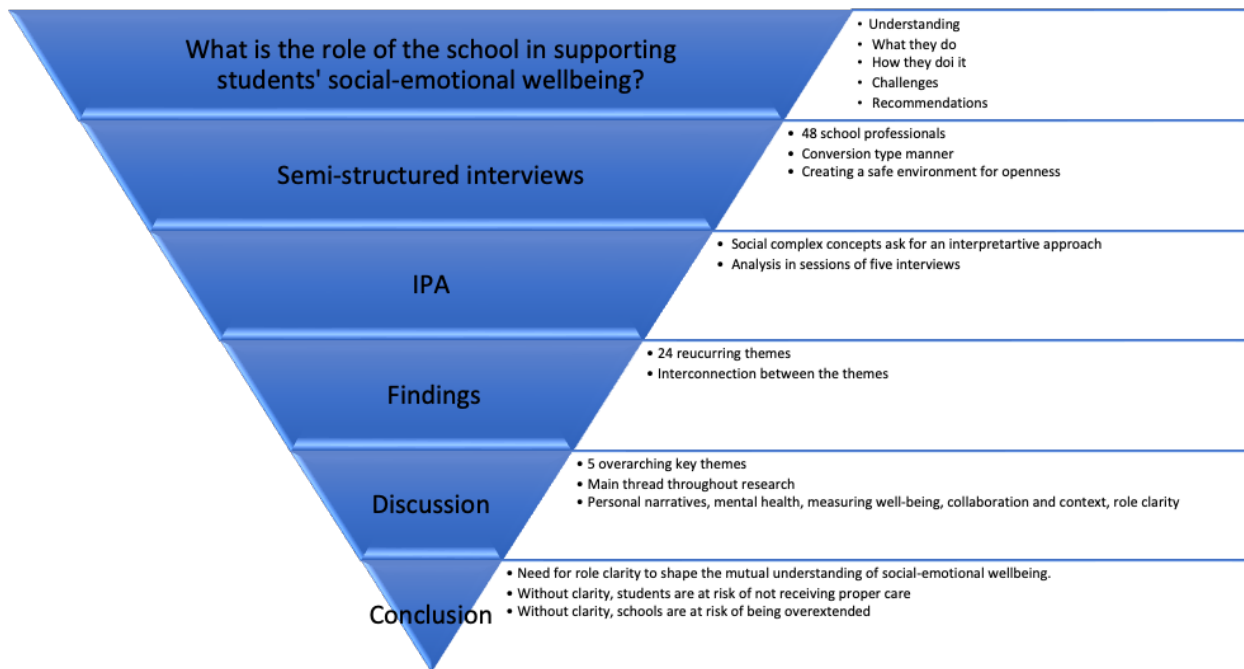 What is the role of the school in supporting
students' social-emotional wellbeing?
• Understanding
• What they do
• How they doi it
• Challenges
• Recommendations
Semi-structured interviews
• 48 school professionals
• Conversion type manner
• Creating a safe environment for openness
IPA
• Social complex concepts ask for an interpretartive approach
• Analysis in sessions of five interviews
Findings
• 24 reucurring themes
• Interconnection between the themes
Discussion
• 5 overarching key themes
• Main thread throughout research
• Personal narratives, mental health, measuring well-being, collaboration and context, role clarity
Conclusion
• Need for role clarity to shape the mutual understanding of social-emotional wellbeing.
• Without clarity, students are at risk of not receiving proper care
• Without clarity, schools are at risk of being overextended